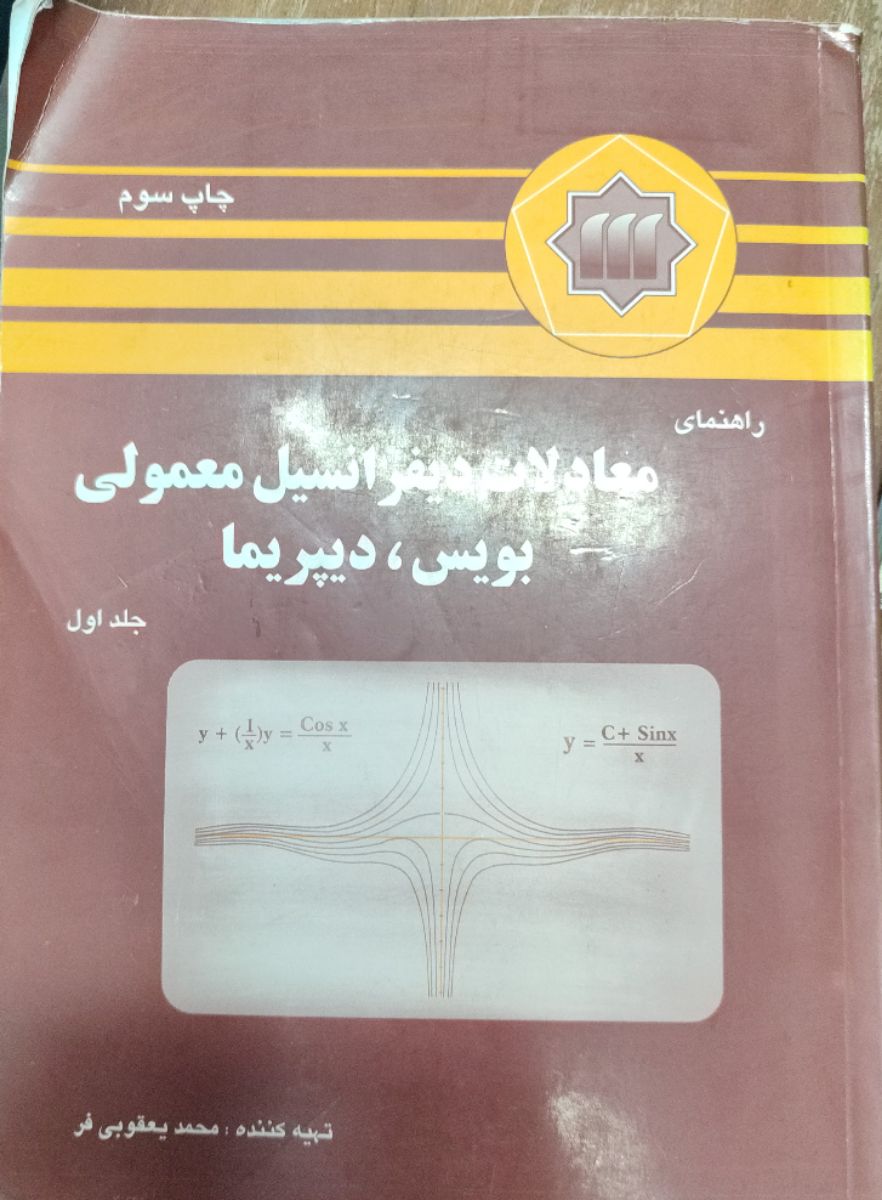 چاپ سوم
راهنمای
معادلات دیفرانسیل معمولی
بویس، دیپریما
جلد اول
y + (1/x)y = Cos x / x
y = C+ Sinx / x
تهیه کننده : محمد یعقوبی فر